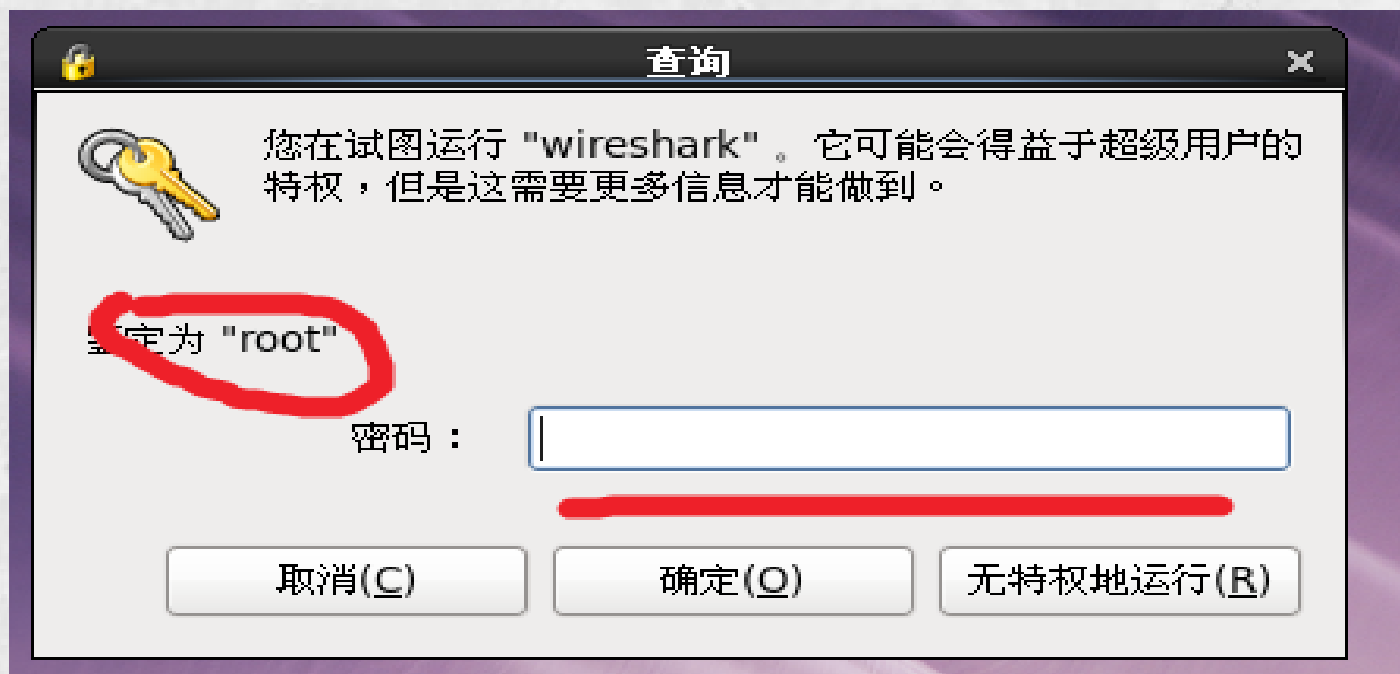 查询
您在试图运行 "wireshark" 。它可能会得益于超级用户的
特权，但是这需要更多信息才能做到。
鉴定为 "root"
密码：
取消(C)
确定(O)
无特权地运行(R)